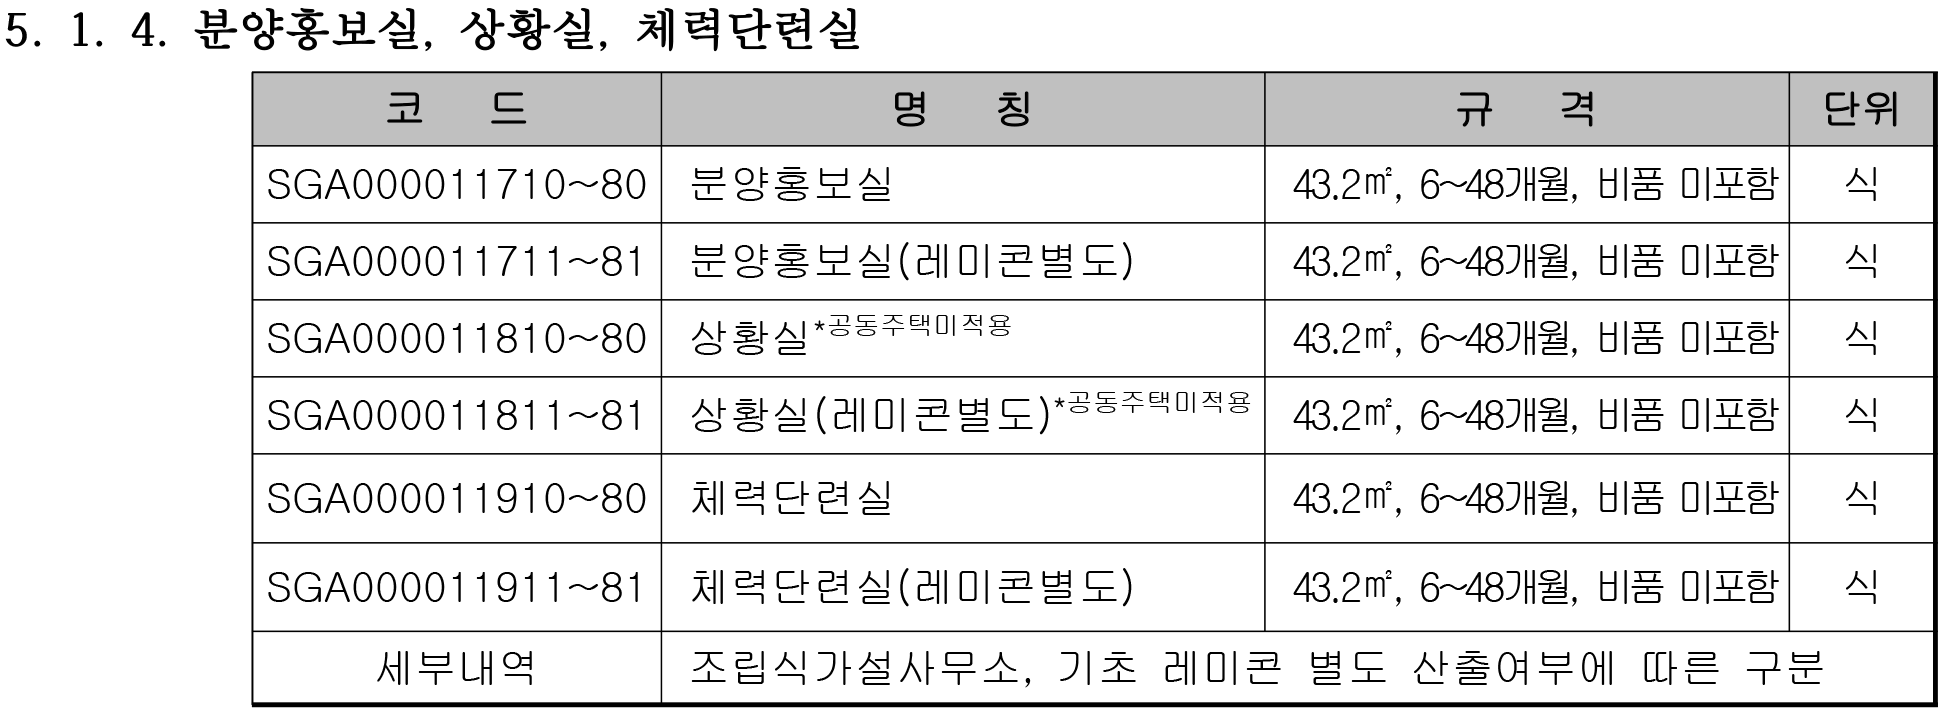 5. 1. 4. 분양홍보실, 상황실, 체력단련실
코 드 명 칭 규 격 단위
SGA000011710~80 분양홍보실 43.2㎡, 6~48개월, 비품 미포함 식
SGA000011711~81 분양홍보실(레미콘별도) 43.2㎡, 6~48개월, 비품 미포함 식
SGA000011810~80 상황실*공동주택미적용 43.2㎡, 6~48개월, 비품 미포함 식
SGA000011811~81 상황실(레미콘별도)*공동주택미적용 43.2㎡, 6~48개월, 비품 미포함 식
SGA000011910~80 체력단련실 43.2㎡, 6~48개월, 비품 미포함 식
SGA000011911~81 체력단련실(레미콘별도) 43.2㎡, 6~48개월, 비품 미포함 식
세부내역 조립식가설사무소, 기초 레미콘 별도 산출여부에 따른 구분